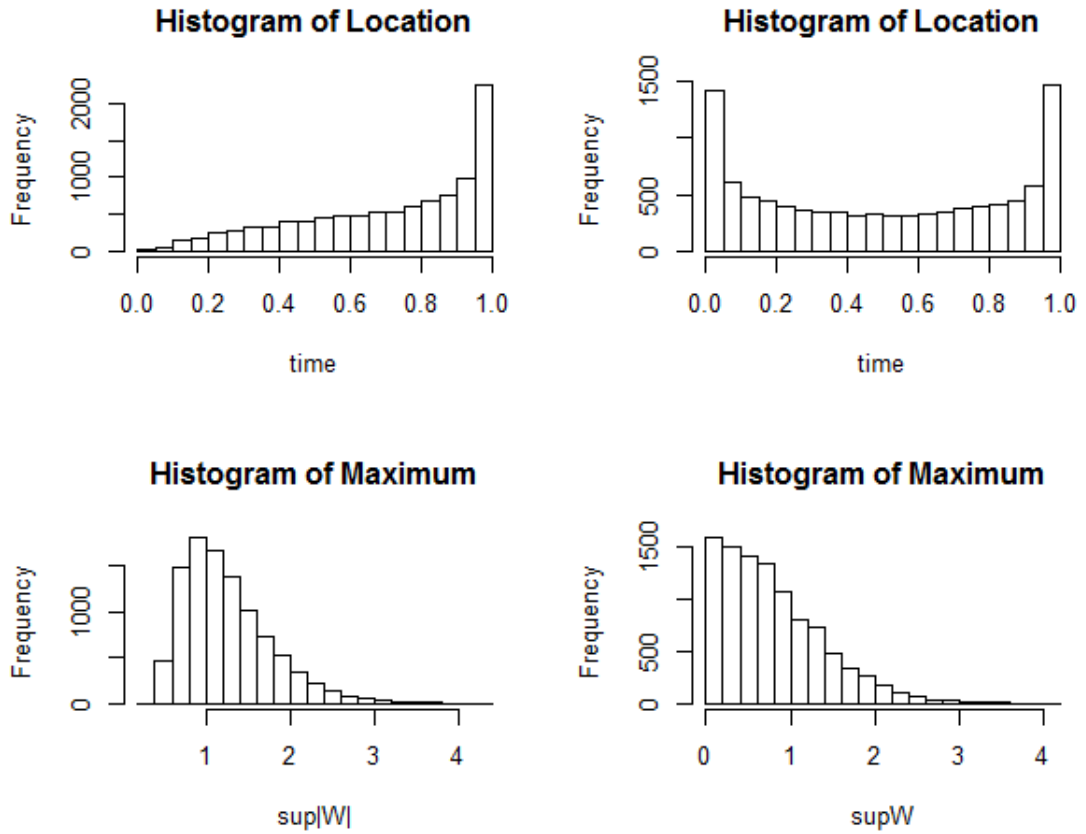 Histogram of Location
Frequency
0 1000 2000
0.0 0.2 0.4 0.6 0.8 1.0
time
Histogram of Location
Frequency
0 500 1500
0.0 0.2 0.4 0.6 0.8 1.0
time
Histogram of Maximum
Frequency
0 1000
1 2 3 4
sup|W|
Histogram of Maximum
Frequency
0 500 1500
0 1 2 3 4
supW